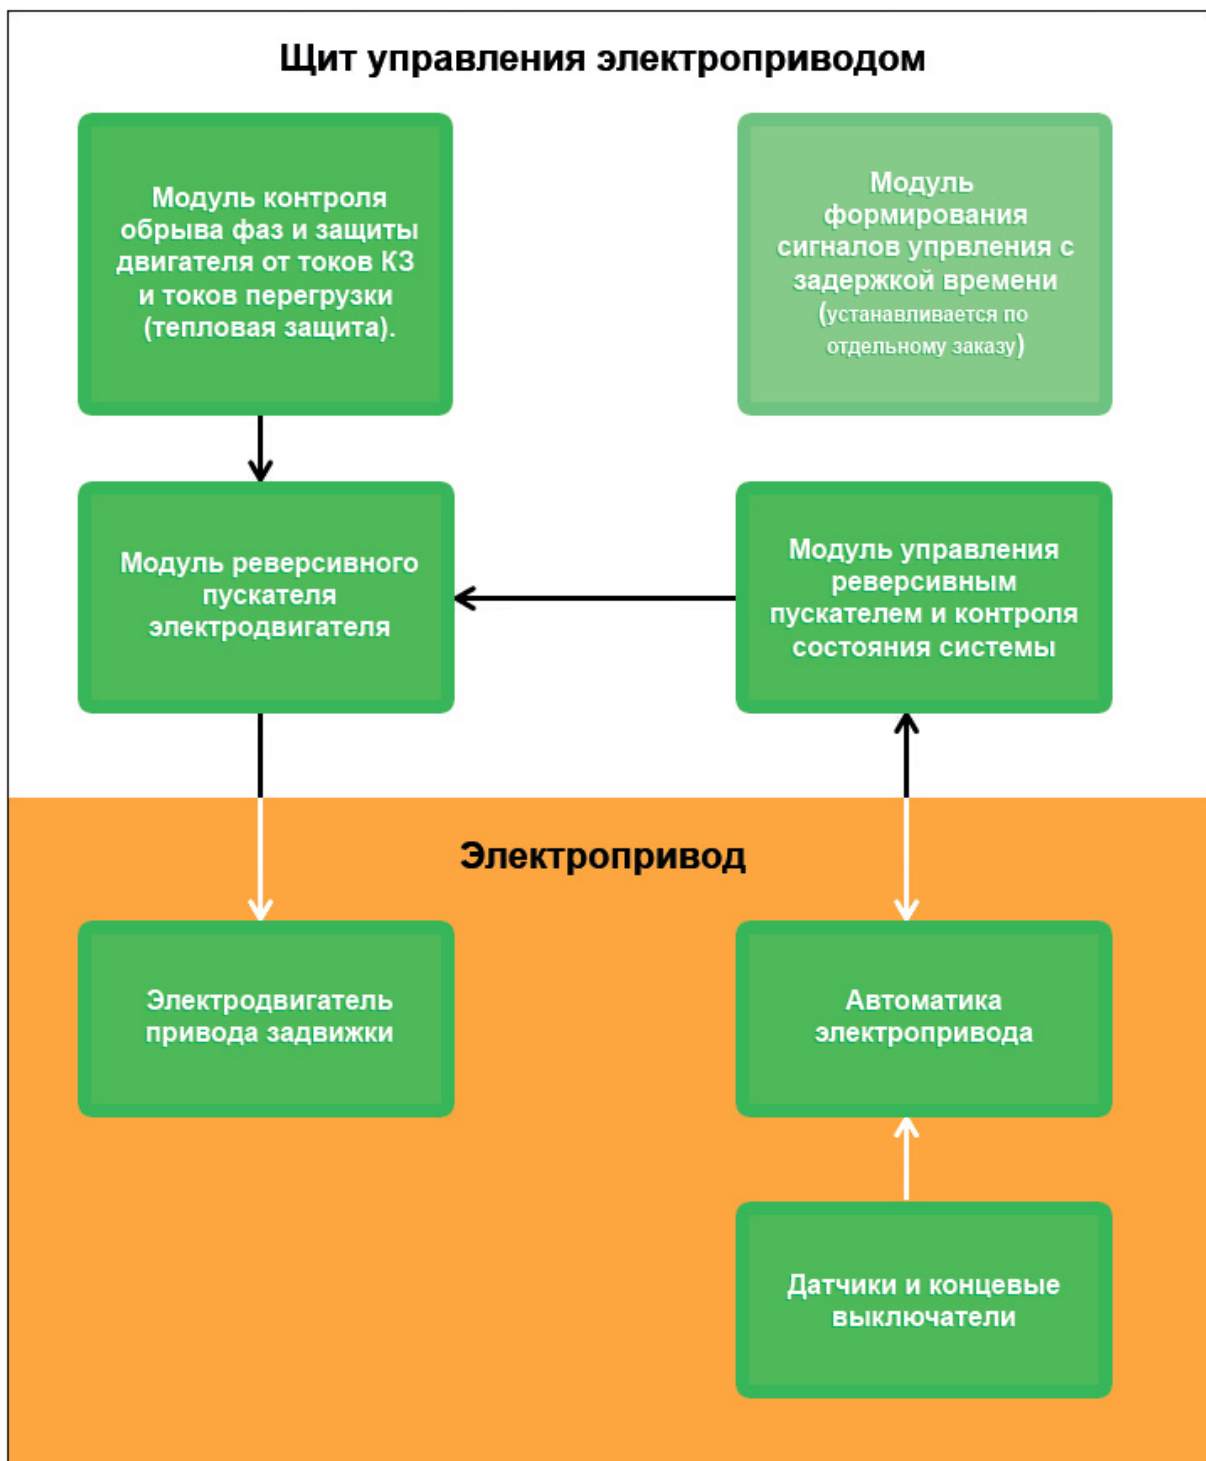 Щит управления электроприводом
Модуль контроля
обрыва фаз и защиты
двигателя от токов КЗ
и токов перегрузки
(тепловая защита).
Модуль
формирования
сигналов упрвления с
задержкой времени
(устанавливается по
отдельному заказу)
Модуль реверсивного
пускателя
электродвигателя
Модуль управления
реверсивным
пускателем и контроля
состояния системы
Электропривод
Электродвигатель
привода задвижки
Автоматика
электропривода
Датчики и концевые
выключатели